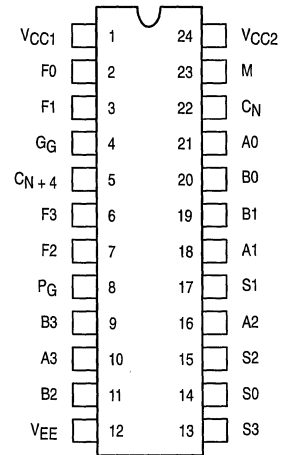 VCC1 1 24 VCC2
F0 2 23 M
F1 3 22 CN
GG 4 21 A0
CN + 4 5 20 B0
F3 6 19 B1
F2 7 18 A1
PG 8 17 S1
B3 9 16 A2
A3 10 15 S2
B2 11 14 S0
VEE 12 13 S3